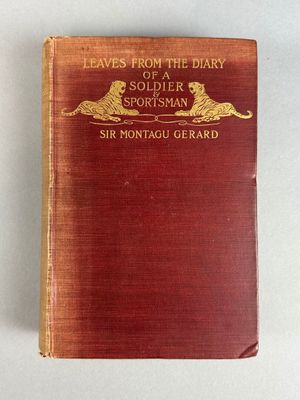 LEAVES FROM THE DIARY
OF A
SOLDIER
&
SPORTSMAN
SIR MONTAGU GERARD